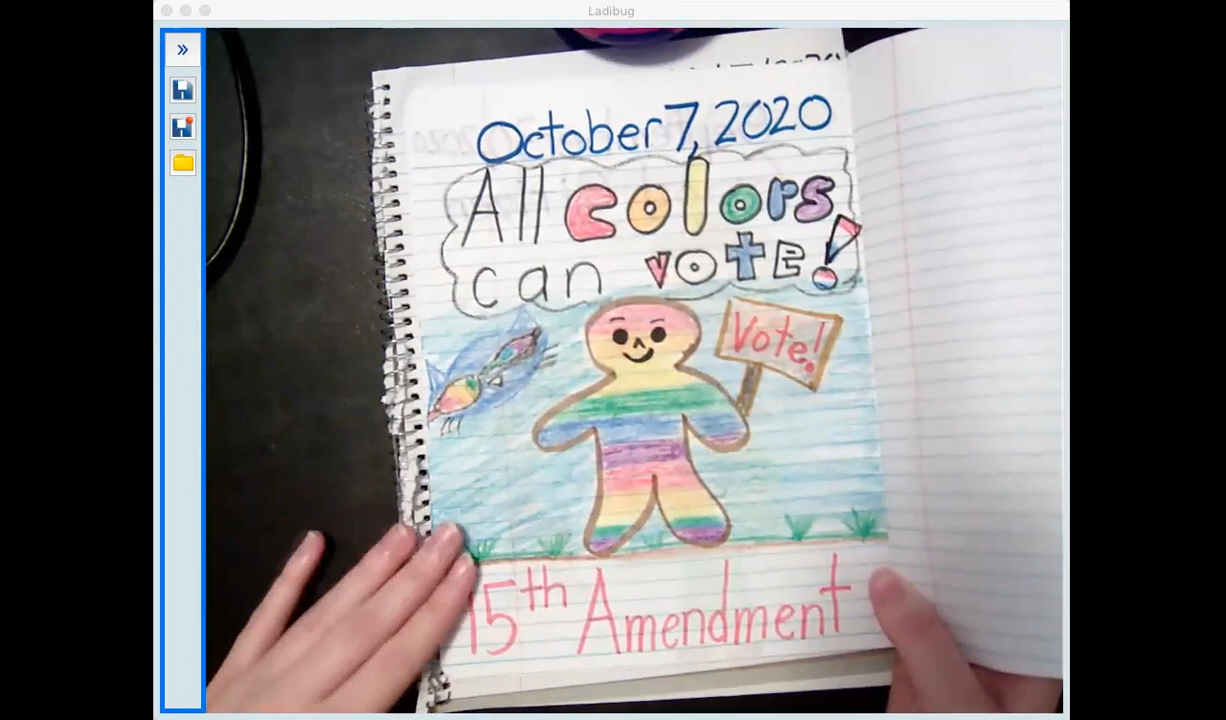 Ladibug
October 7, 2020
All colors
can vote!
Vote!
15th Amendment